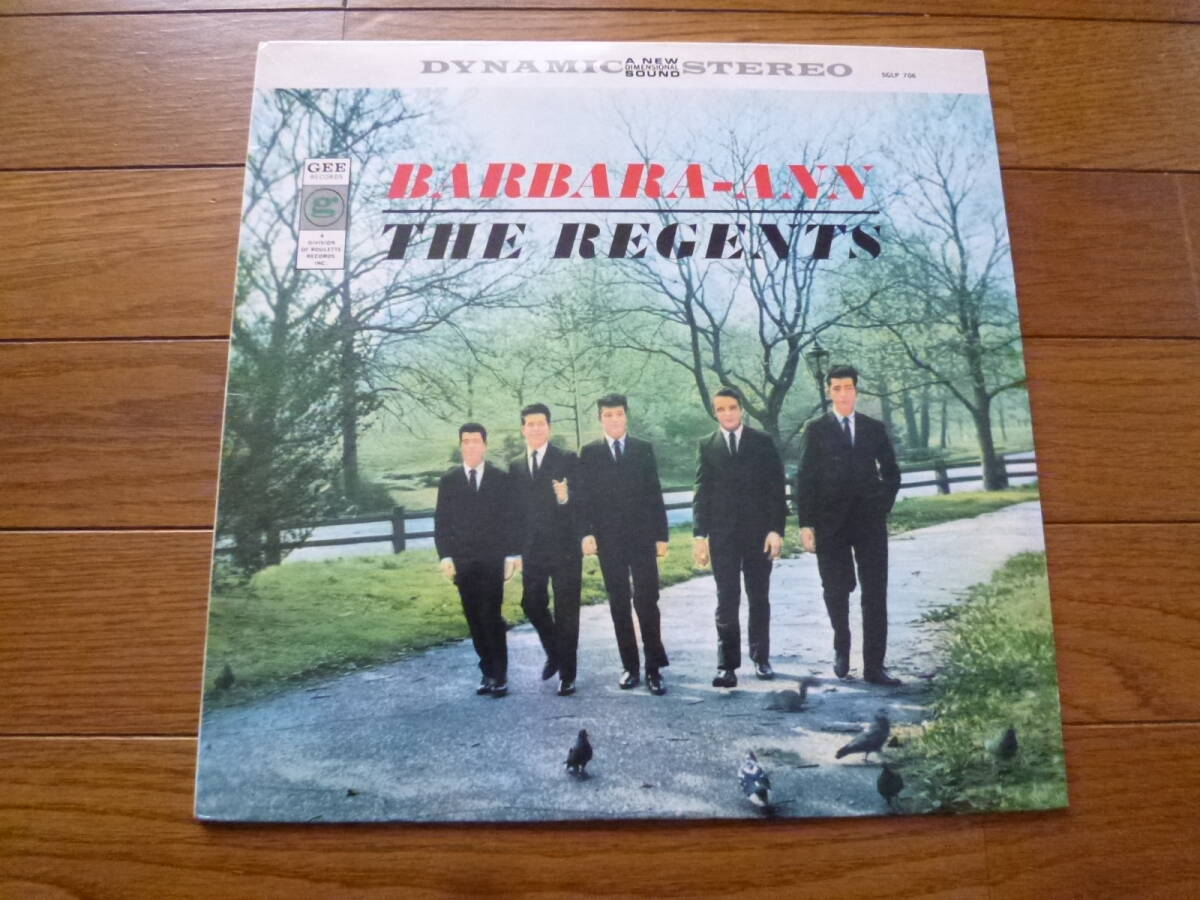 DYNAMIC A NEW DIMENSIONAL SOUND STEREO
SGLP 706
GEE
RECORDS
g
A
DIVISION
OF ROULETTE
RECORDS
INC.
BARBARA-ANN
THE REGENTS